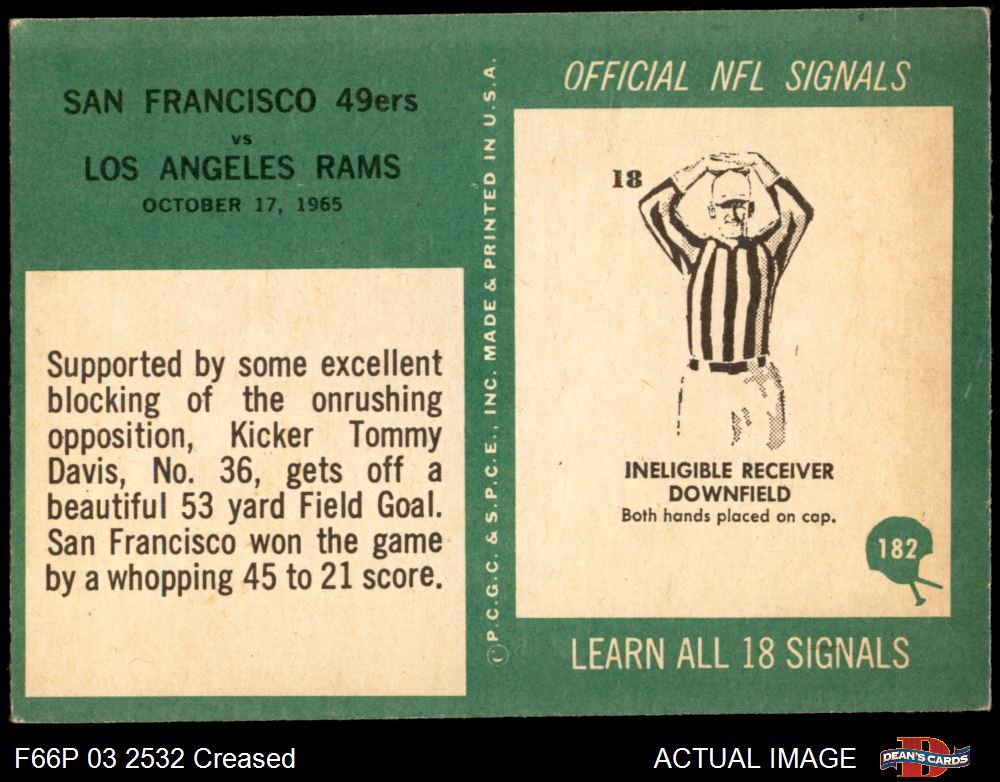 SAN FRANCISCO 49ers
vs
LOS ANGELES RAMS
OCTOBER 17, 1965
Supported by some excellent
blocking of the onrushing
opposition, Kicker Tommy
Davis, No. 36, gets off a
beautiful 53 yard Field Goal.
San Francisco won the game
by a whopping 45 to 21 score.
© P.C.G.C. & S.P.C.E., INC. MADE & PRINTED IN U.S.A.
OFFICIAL NFL SIGNALS
18
INELIGIBLE RECEIVER
DOWNFIELD
Both hands placed on cap.
182
LEARN ALL 18 SIGNALS
F66P 03 2532 Creased
ACTUAL IMAGE
D
DEAN'S CARDS